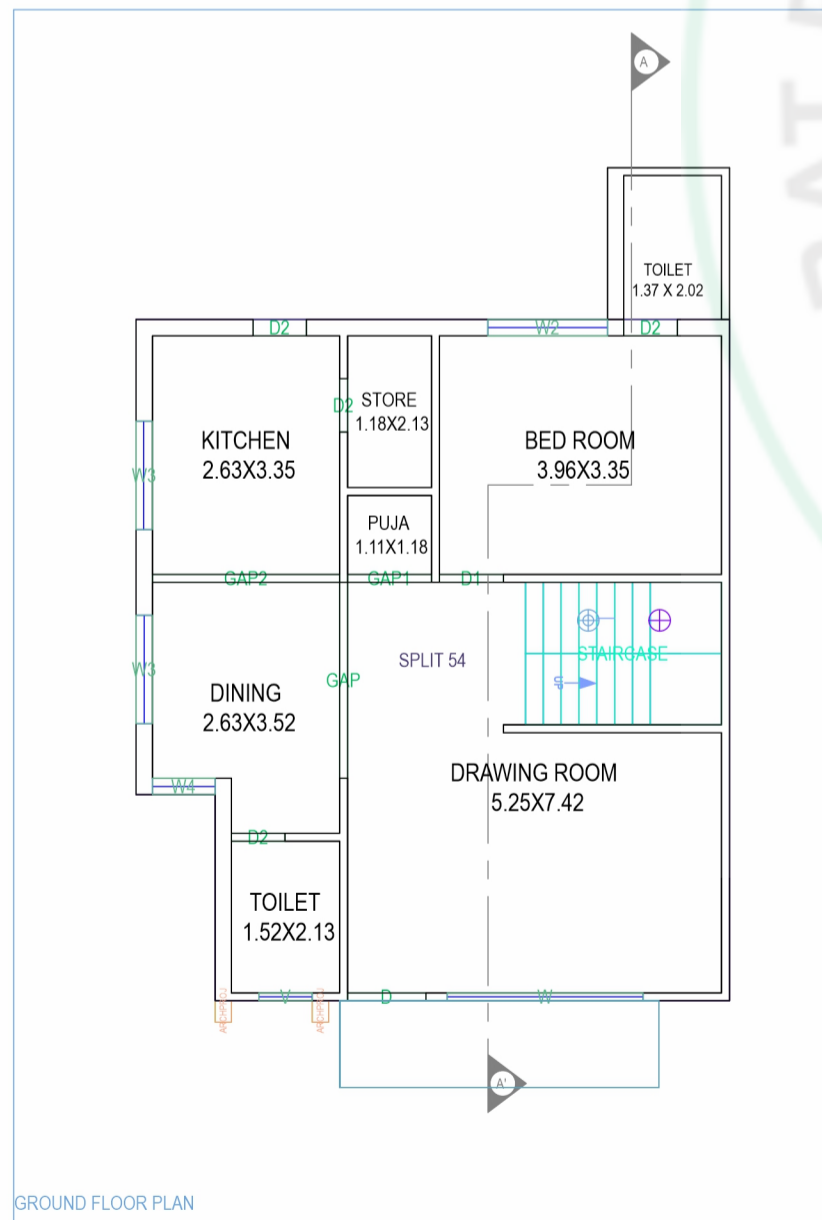 A
TOILET
1.37 X 2.02
D2
W2
D2
STORE
1.18X2.13
D2
KITCHEN
2.63X3.35
BED ROOM
3.96X3.35
W3
PUJA
1.11X1.18
GAP2
GAP1
D1
SPLIT 54
STAIRCASE
UP
GAP
W3
DINING
2.63X3.52
DRAWING ROOM
5.25X7.42
W4
D2
TOILET
1.52X2.13
V
D
W
ARCHPROJ
ARCHPROJ
A'
GROUND FLOOR PLAN